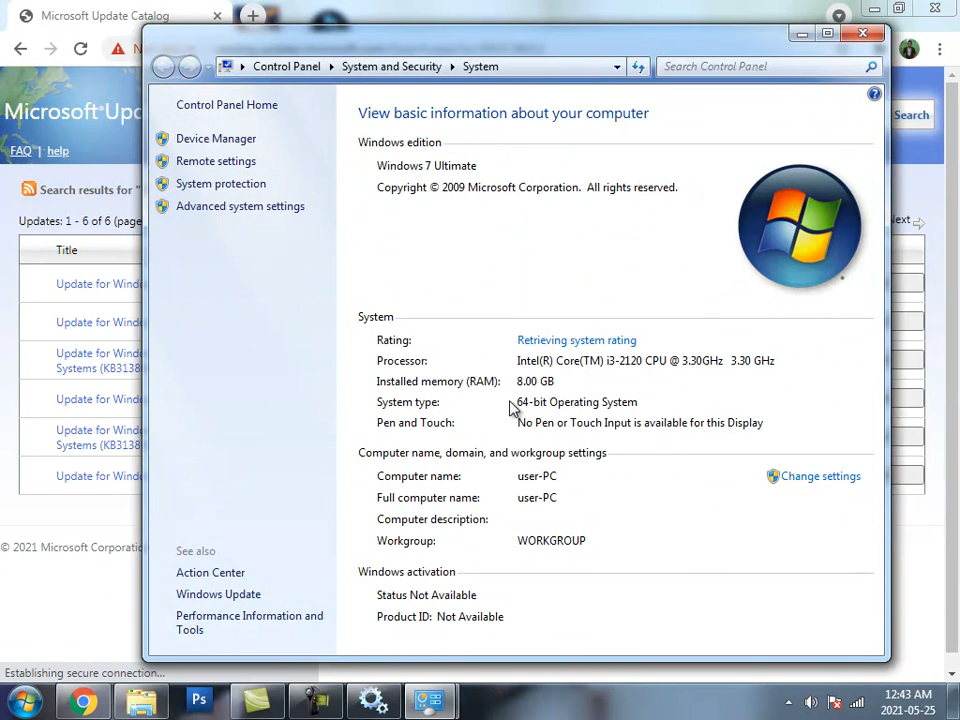 Microsoft Update Catalog
Control Panel
System and Security
System
Search Control Panel
Microsoft®Upd
Search
FAQ | help
Control Panel Home
Device Manager
Remote settings
System protection
Advanced system settings
View basic information about your computer
Windows edition
Windows 7 Ultimate
Copyright © 2009 Microsoft Corporation. All rights reserved.
Search results for "
Updates: 1 - 6 of 6 (pag
Next
Title
Update for Windo
Update for Windo
Update for Windo
Systems (KB3138
Update for Windo
Update for Windo
Systems (KB3138
Update for Windo
System
Rating: Retrieving system rating
Processor: Intel(R) Core(TM) i3-2120 CPU @ 3.30GHz 3.30 GHz
Installed memory (RAM): 8.00 GB
System type: 64-bit Operating System
Pen and Touch: No Pen or Touch Input is available for this Display
Computer name, domain, and workgroup settings
Computer name: user-PC
Change settings
Full computer name: user-PC
Computer description:
Workgroup: WORKGROUP
Windows activation
Status Not Available
Product ID: Not Available
See also
Action Center
Windows Update
Performance Information and
Tools
© 2021 Microsoft Corporatio
Establishing secure connection...
Ps
12:43 AM
2021-05-25